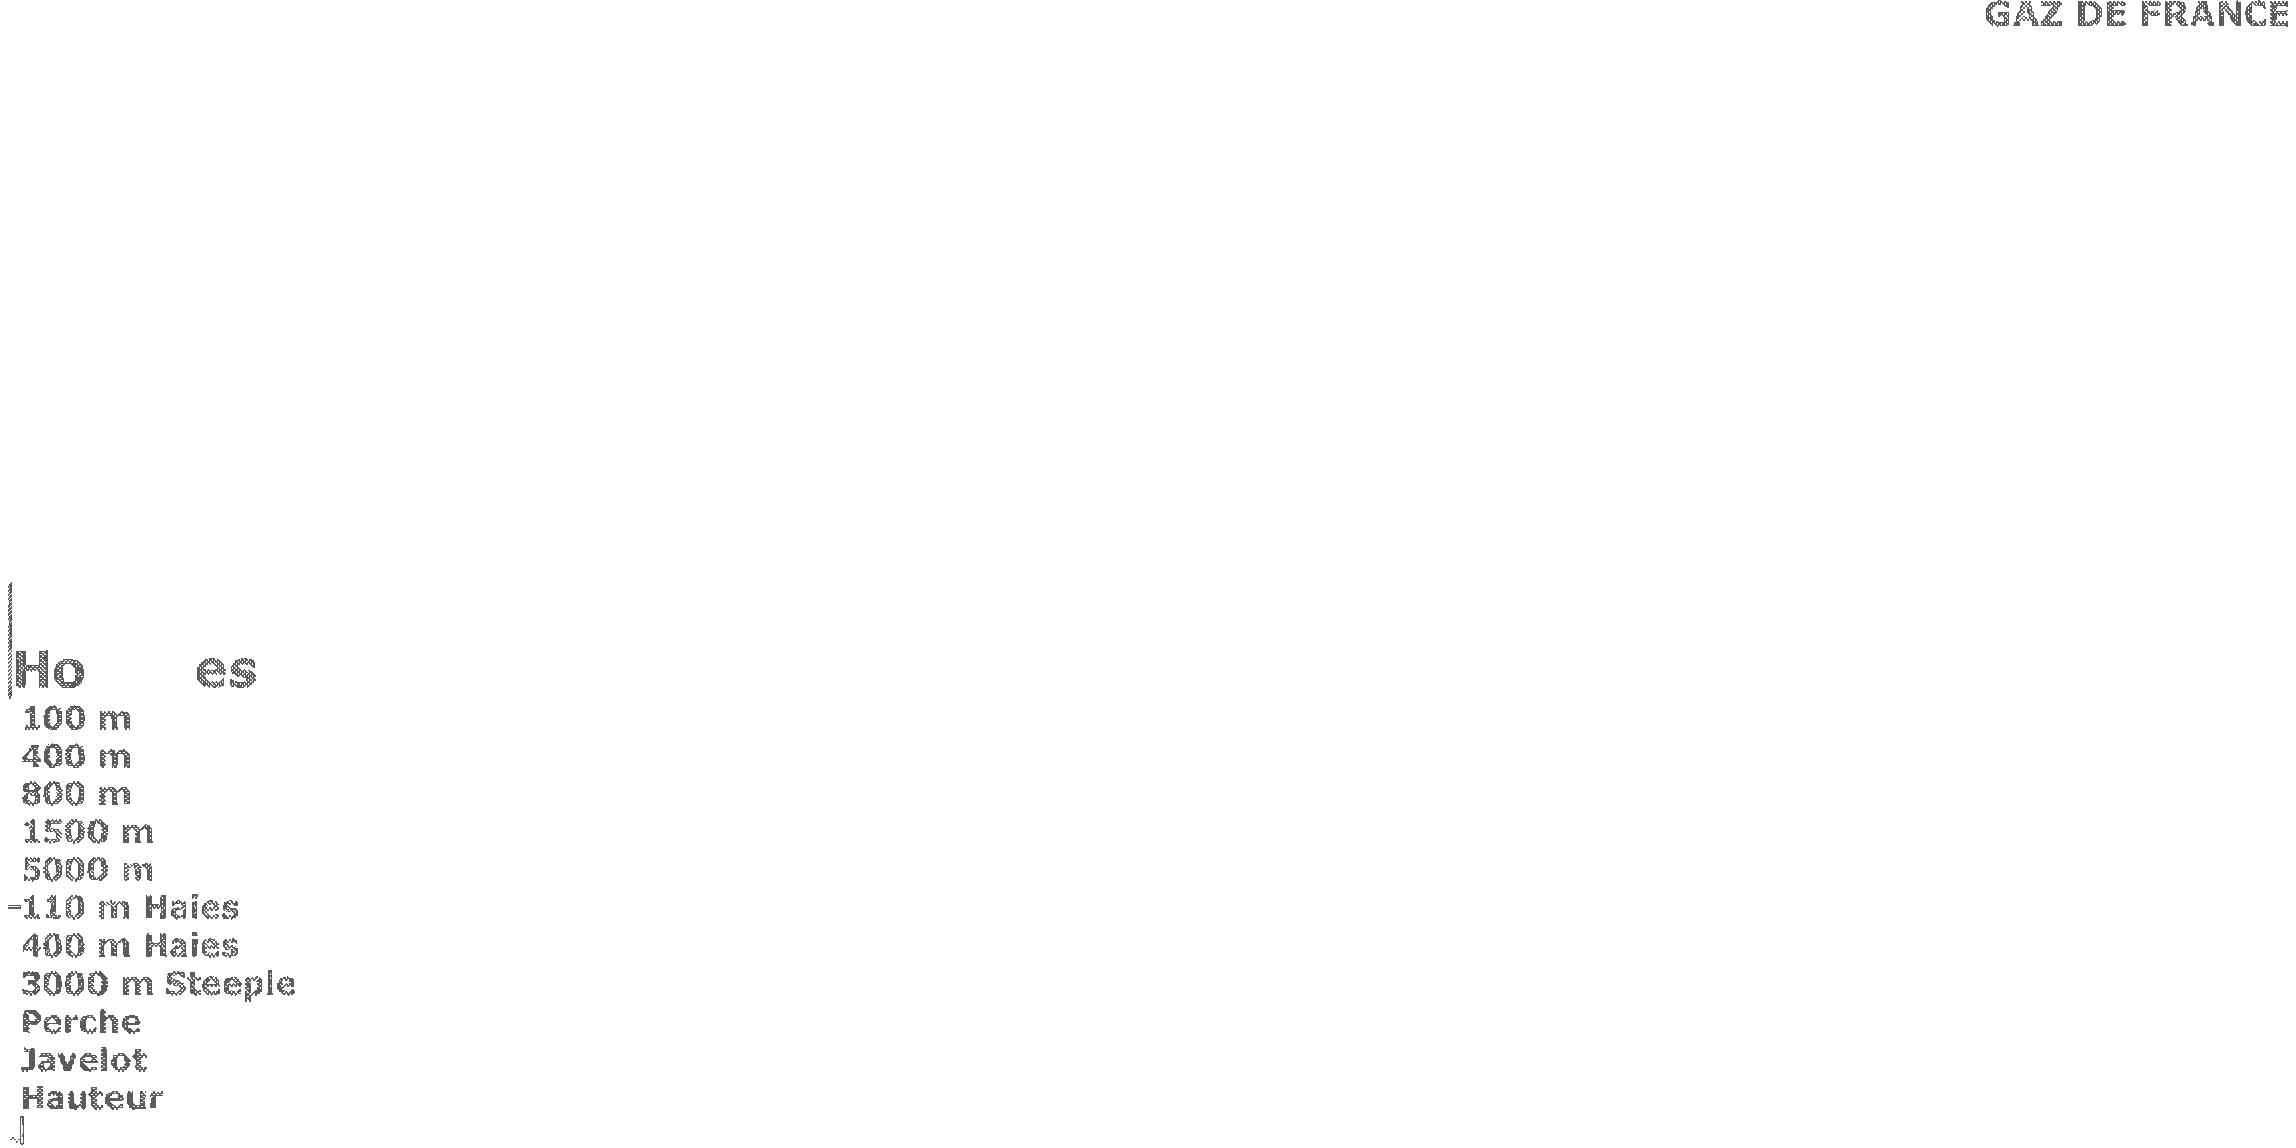 GAZ DE FRANCE
Ho es
100 m
400 m
800 m
1500 m
5000 m
110 m Haies
400 m Haies
3000 m Steeple
Perche
Javelot
Hauteur